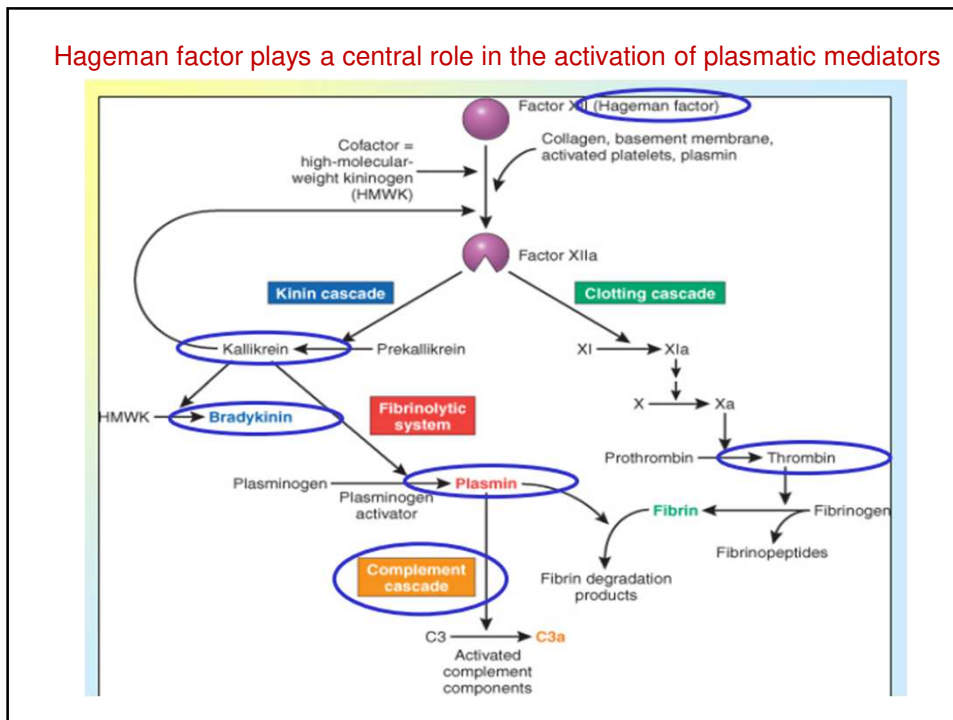 Hageman factor plays a central role in the activation of plasmatic mediators
Factor XII (Hageman factor)
Cofactor =
high-molecular-
weight kininogen
(HMWK)
Collagen, basement membrane,
activated platelets, plasmin
Factor XIIa
Kinin cascade
Clotting cascade
Kallikrein
Prekallikrein
XI
XIa
HMWK
Bradykinin
Fibrinolytic
system
X
Xa
Prothrombin
Thrombin
Plasminogen
Plasminogen
activator
Plasmin
Fibrin
Fibrinogen
Fibrinopeptides
Complement
cascade
Fibrin degradation
products
C3
C3a
Activated
complement
components